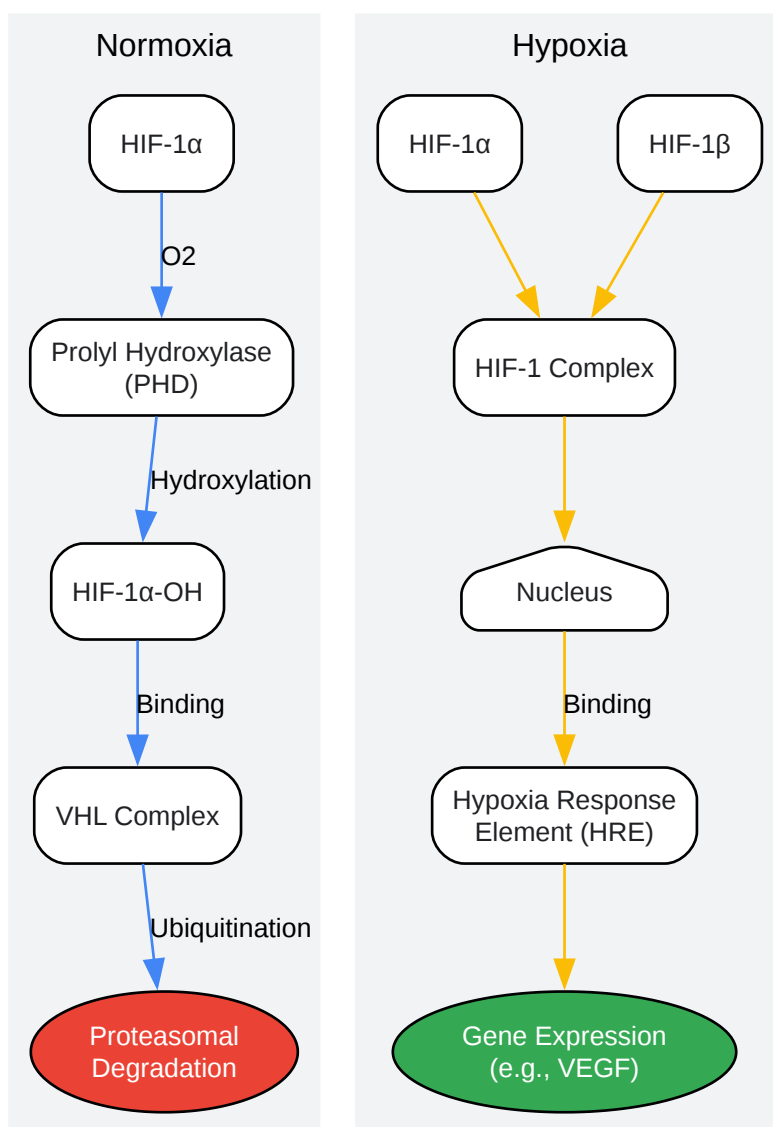 Normoxia
HIF-1α
O2
Prolyl Hydroxylase
(PHD)
Hydroxylation
HIF-1α-OH
Binding
VHL Complex
Ubiquitination
Proteasomal
Degradation
Hypoxia
HIF-1α
HIF-1β
HIF-1 Complex
Nucleus
Binding
Hypoxia Response
Element (HRE)
Gene Expression
(e.g., VEGF)